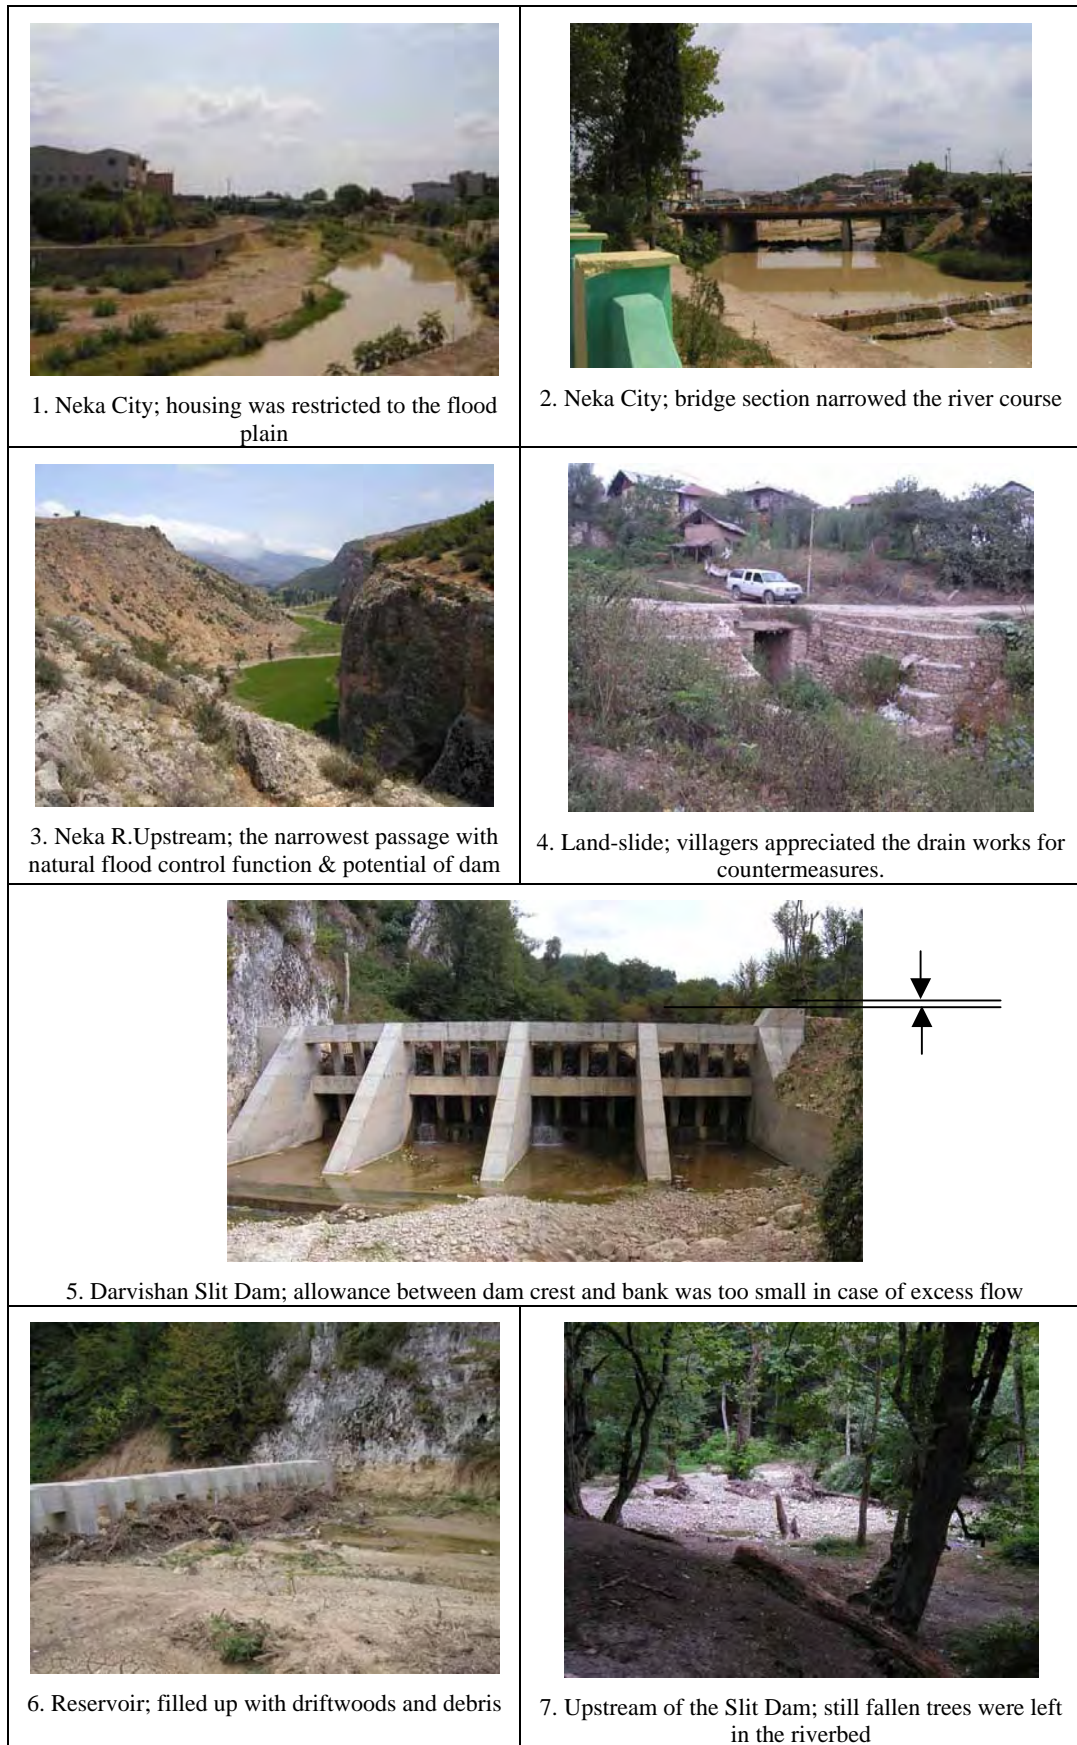 1. Neka City; housing was restricted to the flood
plain
2. Neka City; bridge section narrowed the river course
3. Neka R.Upstream; the narrowest passage with
natural flood control function & potential of dam
4. Land-slide; villagers appreciated the drain works for
countermeasures.
5. Darvishan Slit Dam; allowance between dam crest and bank was too small in case of excess flow
6. Reservoir; filled up with driftwoods and debris
7. Upstream of the Slit Dam; still fallen trees were left
in the riverbed